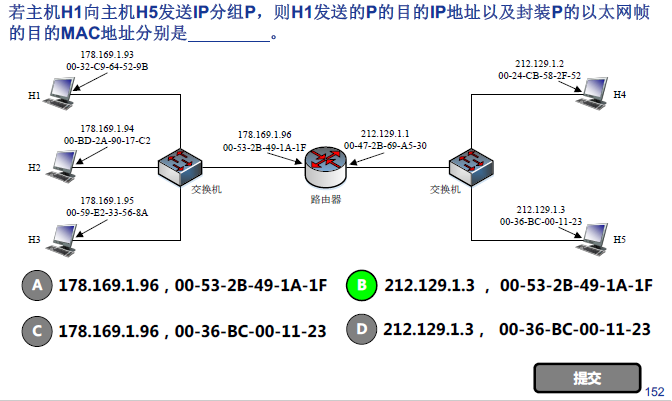 若主机H1向主机H5发送IP分组P，则H1发送的P的目的IP地址以及封装P的以太网帧
的目的MAC地址分别是__________。
178.169.1.93
00-32-C9-64-52-9B
H1
212.129.1.2
00-24-CB-58-2F-52
H4
178.169.1.94
00-BD-2A-90-17-C2
H2
178.169.1.96
00-53-2B-49-1A-1F
212.129.1.1
00-47-2B-69-A5-30
交换机
路由器
交换机
178.169.1.95
00-59-E2-33-56-8A
H3
212.129.1.3
00-36-BC-00-11-23
H5
A 178.169.1.96，00-53-2B-49-1A-1F
B 212.129.1.3 ，00-53-2B-49-1A-1F
C 178.169.1.96，00-36-BC-00-11-23
D 212.129.1.3， 00-36-BC-00-11-23
提交
152